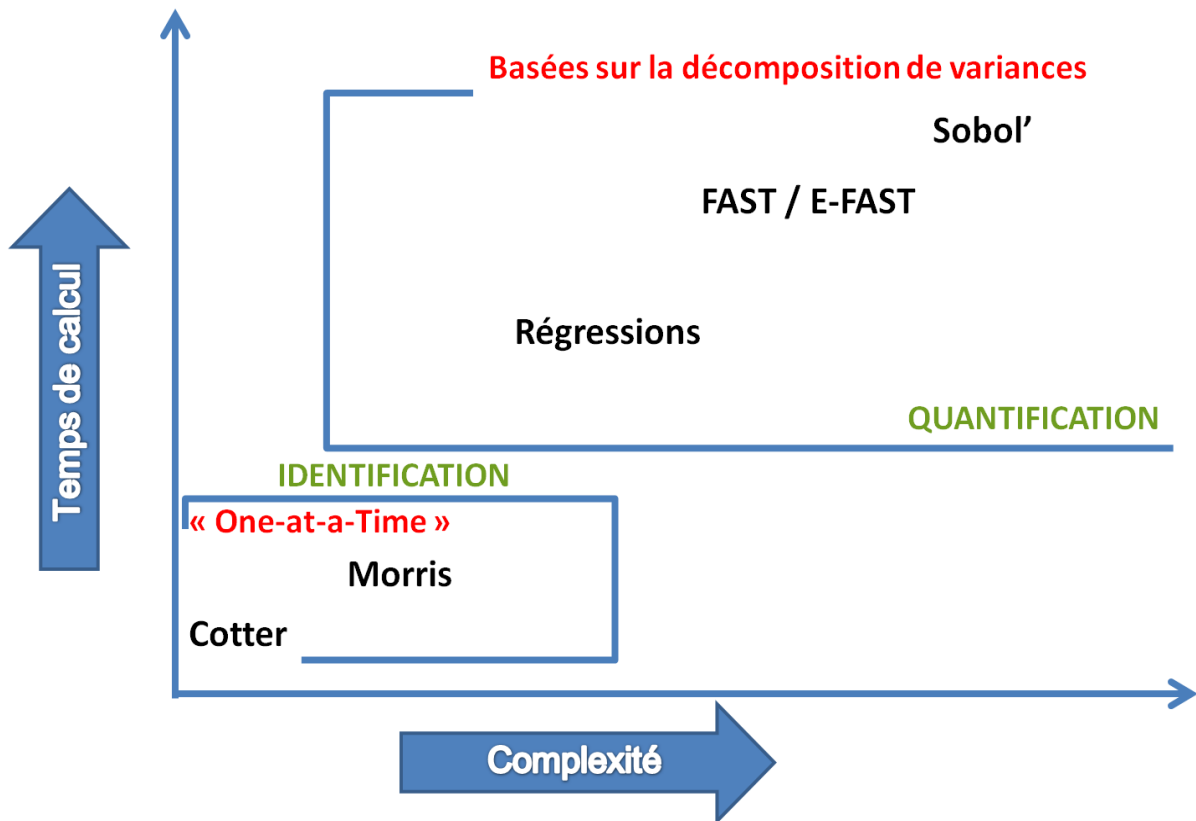 Basées sur la décomposition de variances
Sobol’
FAST / E-FAST
Régressions
QUANTIFICATION
IDENTIFICATION
« One-at-a-Time »
Morris
Cotter
Temps de calcul
Complexité